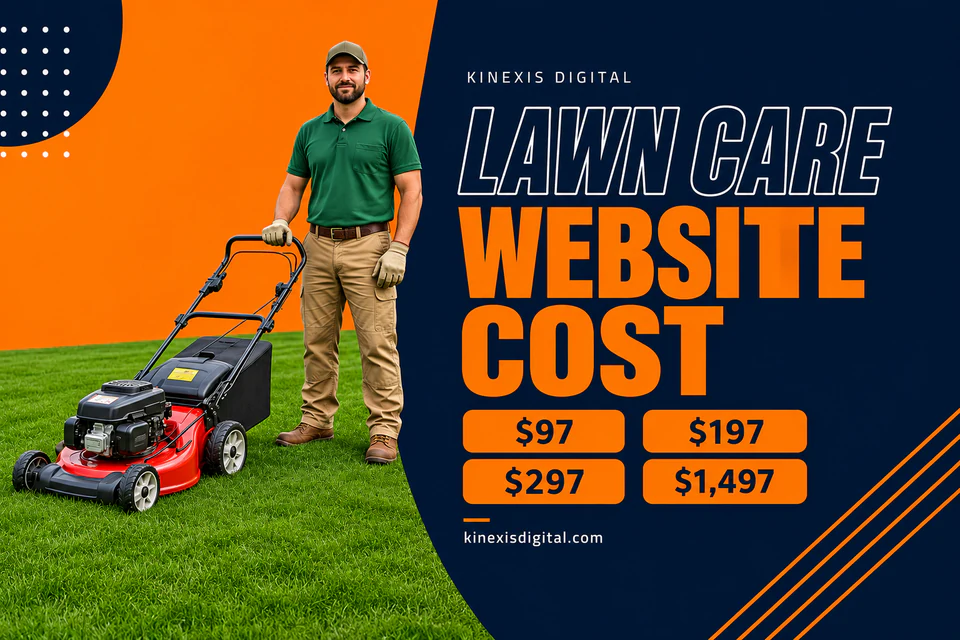 KINEXIS DIGITAL
LAWN CARE
WEBSITE
COST
$97 $197
$297 $1,497
kinexisdigital.com